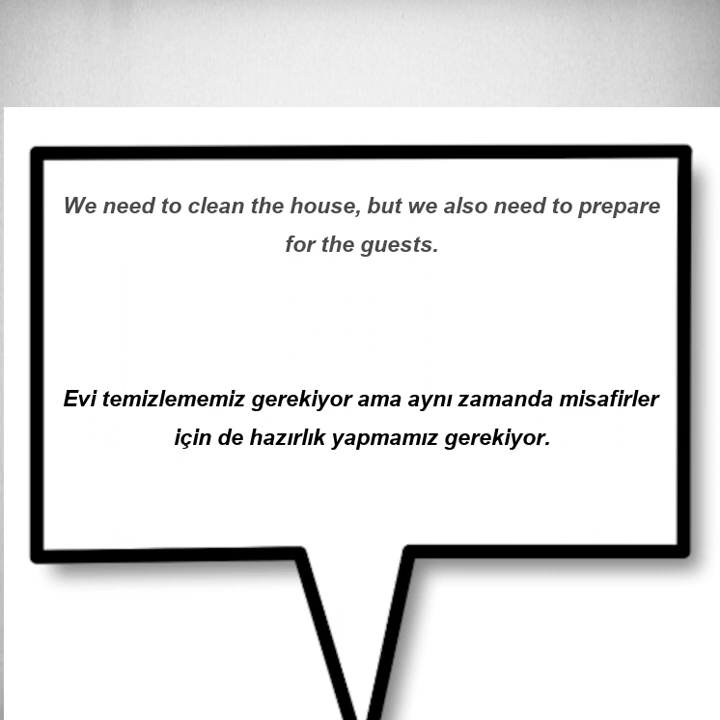 We need to clean the house, but we also need to prepare
for the guests.
Evi temizlememiz gerekiyor ama aynı zamanda misafirler
için de hazırlık yapmamız gerekiyor.